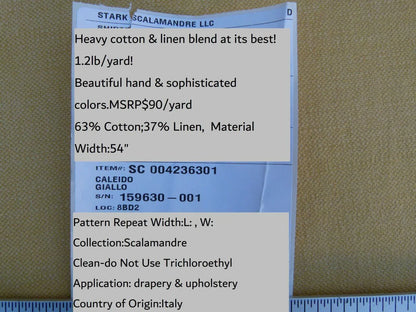 STARK SCALAMANDRE LLC
Heavy cotton & linen blend at its best!
1.2lb/yard!
Beautiful hand & sophisticated
colors.MSRP$90/yard
63% Cotton;37% Linen, Material
Width:54"
ITEM#: SC 004236301
CALEIDO
GIALLO
S/N: 159630-001
LOC: 8BD2
Pattern Repeat Width:L: , W:
Collection:Scalamandre
Clean-do Not Use Trichloroethyl
Application: drapery & upholstery
Country of Origin:Italy